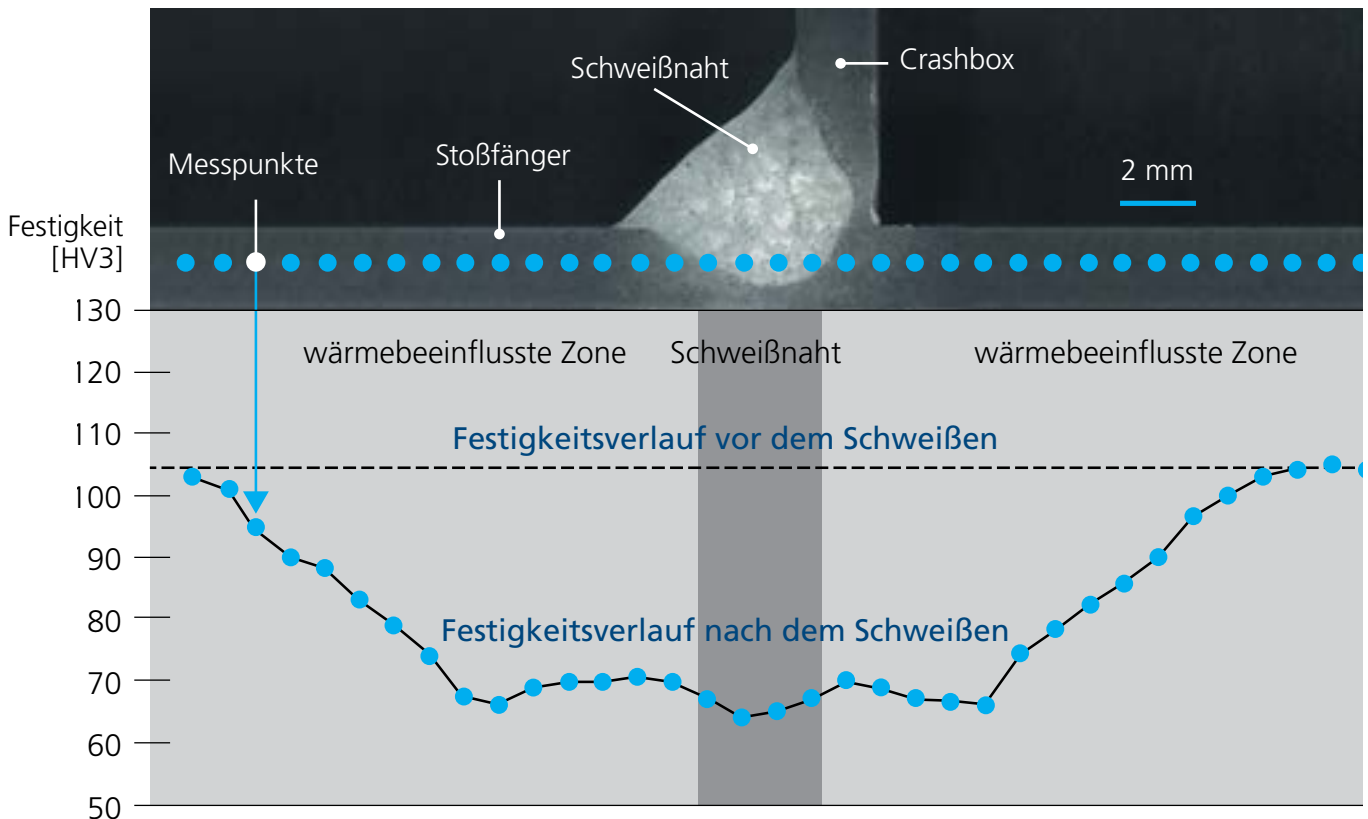 Schweißnaht
Crashbox
Messpunkte
Stoßfänger
2 mm
Festigkeit
[HV3]
130
wärmebeeinflusste Zone
Schweißnaht
wärmebeeinflusste Zone
120
110
Festigkeitsverlauf vor dem Schweißen
100
90
80
Festigkeitsverlauf nach dem Schweißen
70
60
50